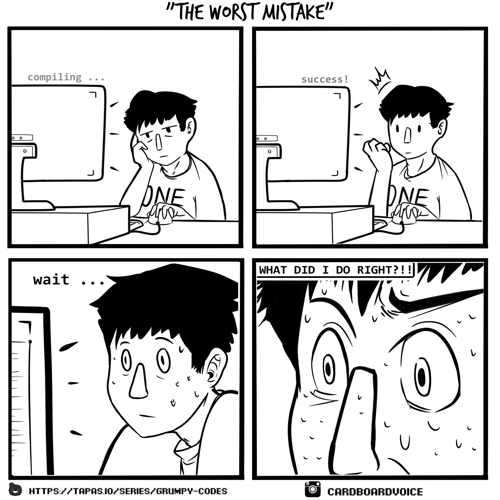 "THE WORST MISTAKE"
compiling ...
success!
ONE
ONE
wait ...
WHAT DID I DO RIGHT?!!
HTTPS://TAPAS.IO/SERIES/GRUMPY-CODES
CARDBOARDVOICE